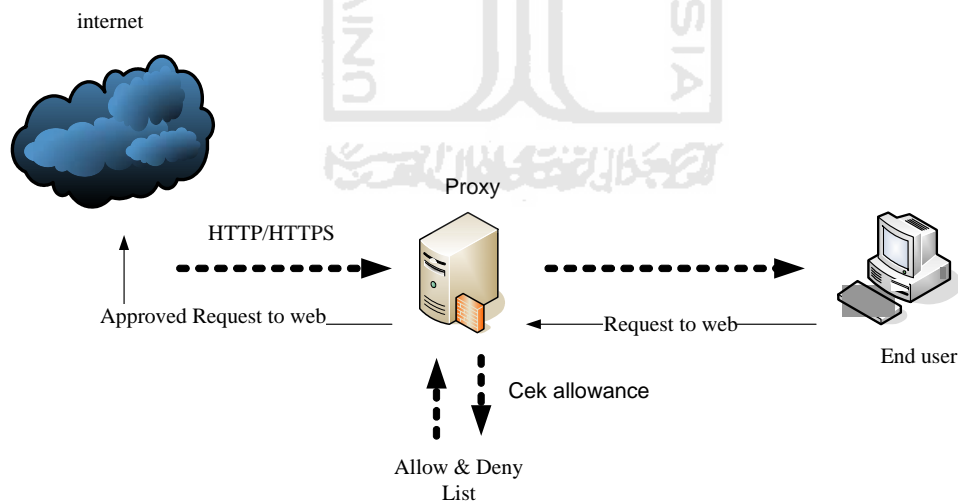 internet
Proxy
HTTP/HTTPS
Approved Request to web
Request to web
End user
Cek allowance
Allow & Deny
List